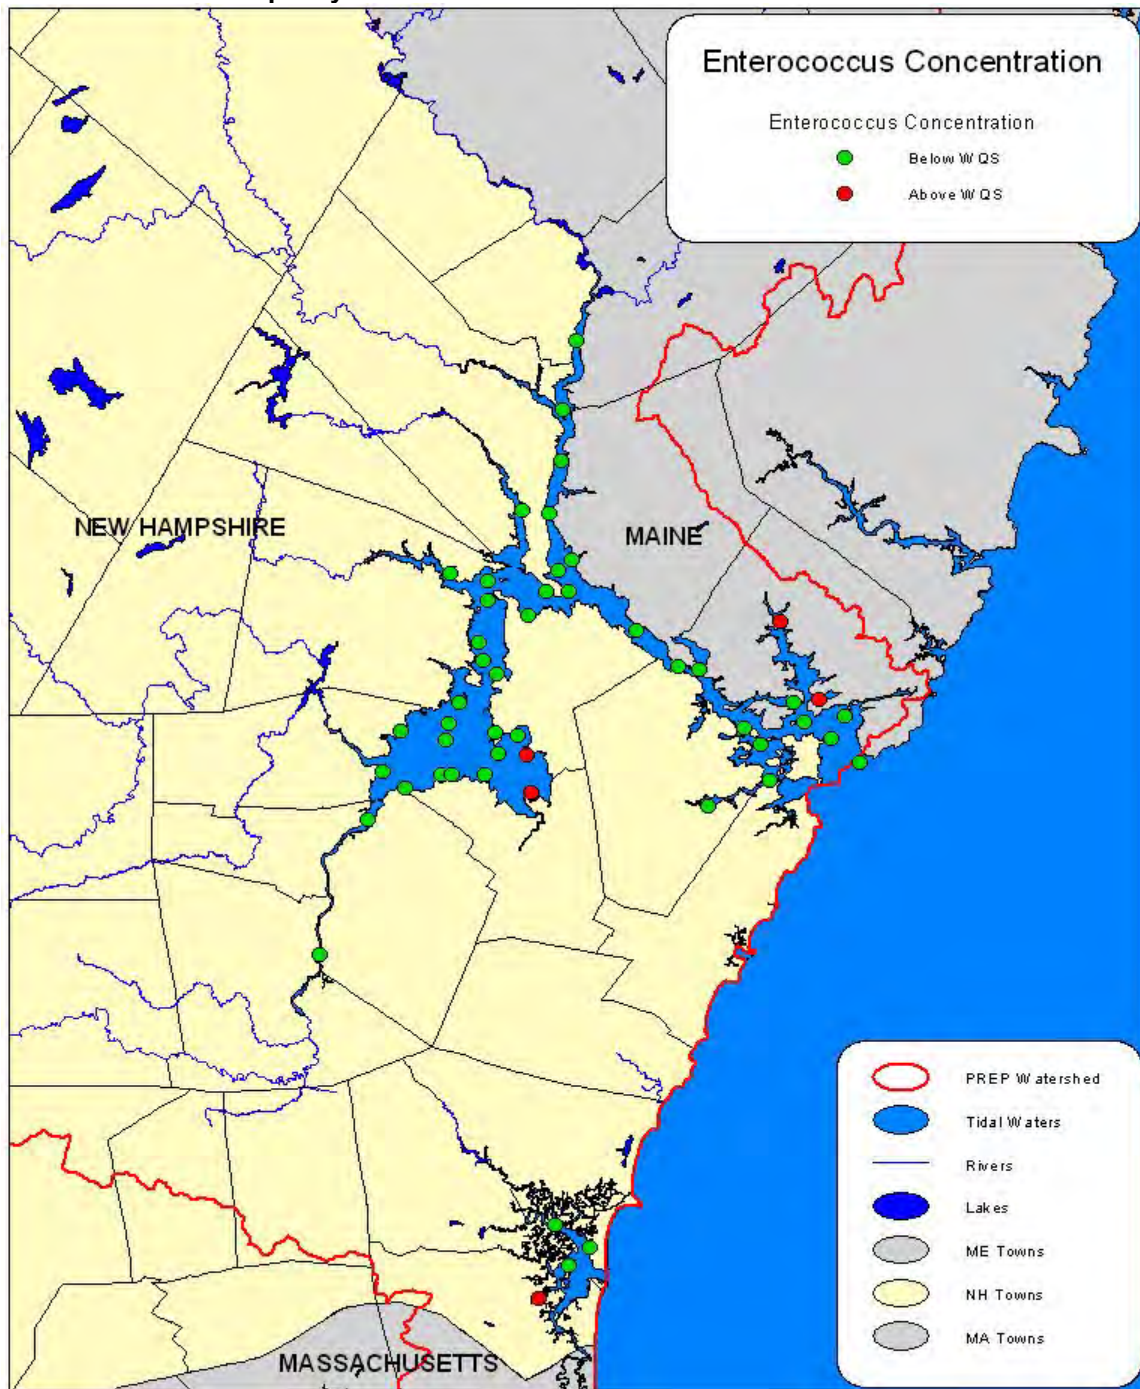 Enterococcus Concentration
Enterococcus Concentration
Below WQS
Above WQS
NEW HAMPSHIRE
MAINE
PREP Watershed
Tidal Waters
Rivers
Lakes
ME Towns
NH Towns
MA Towns
MASSACHUSETTS